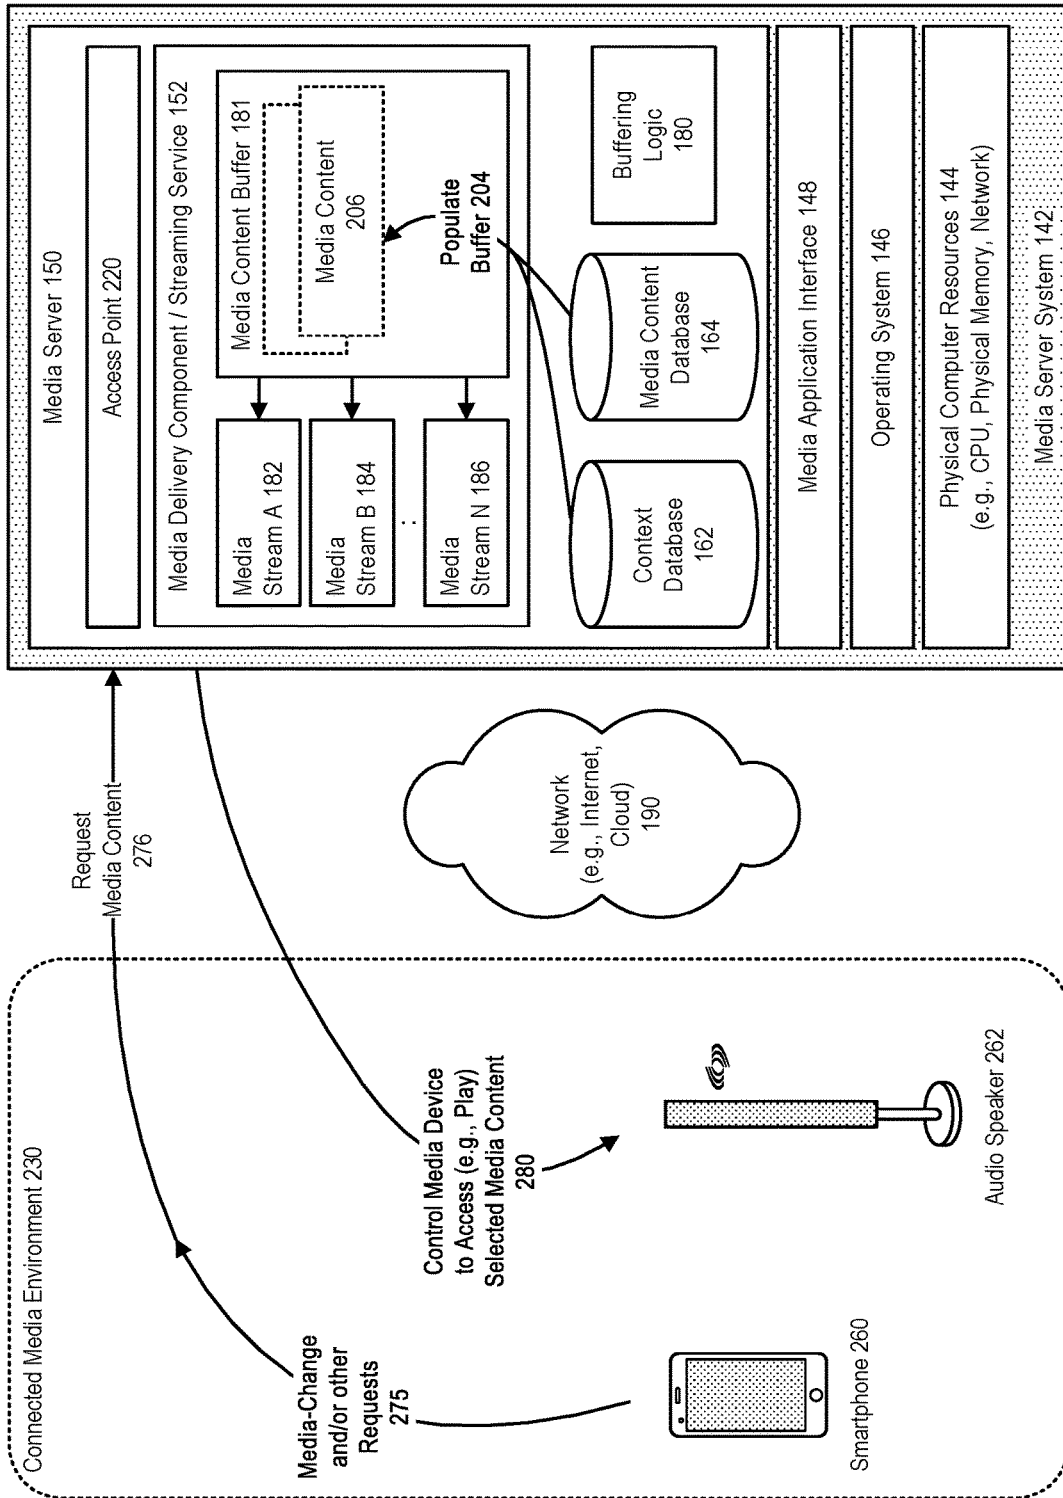 Connected Media Environment 230
Media-Change
and/or other
Requests
275
Smartphone 260
Control Media Device
to Access (e.g., Play)
Selected Media Content
280
Audio Speaker 262
Request
Media Content
276
Network
(e.g., Internet,
Cloud)
190
Media Server 150
Access Point 220
Media Delivery Component / Streaming Service 152
Media
Stream A 182
Media
Stream B 184
:
Media
Stream N 186
Media Content Buffer 181
Media Content
206
Populate
Buffer 204
Context
Database
162
Media Content
Database
164
Buffering
Logic
180
Media Application Interface 148
Operating System 146
Physical Computer Resources 144
(e.g., CPU, Physical Memory, Network)
Media Server System 142